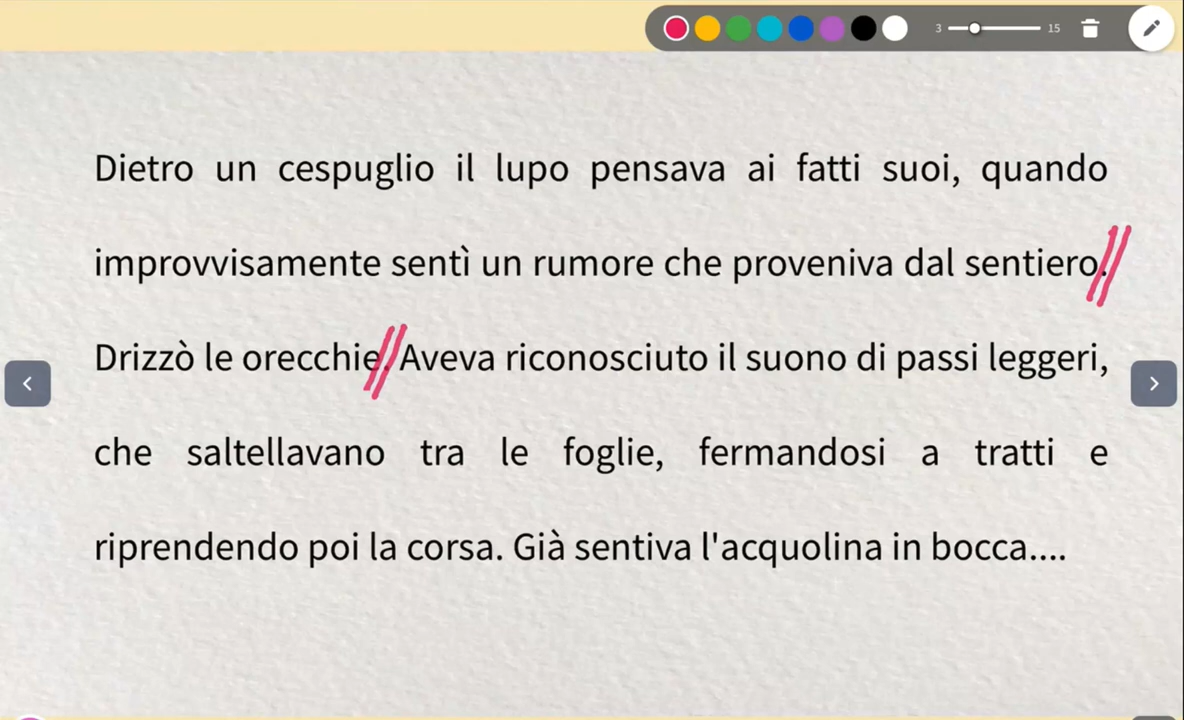 3 15
Dietro un cespuglio il lupo pensava ai fatti suoi, quando
improvvisamente sentì un rumore che proveniva dal sentiero.
Drizzò le orecchie. Aveva riconosciuto il suono di passi leggeri,
che saltellavano tra le foglie, fermandosi a tratti e
riprendendo poi la corsa. Già sentiva l'acquolina in bocca....